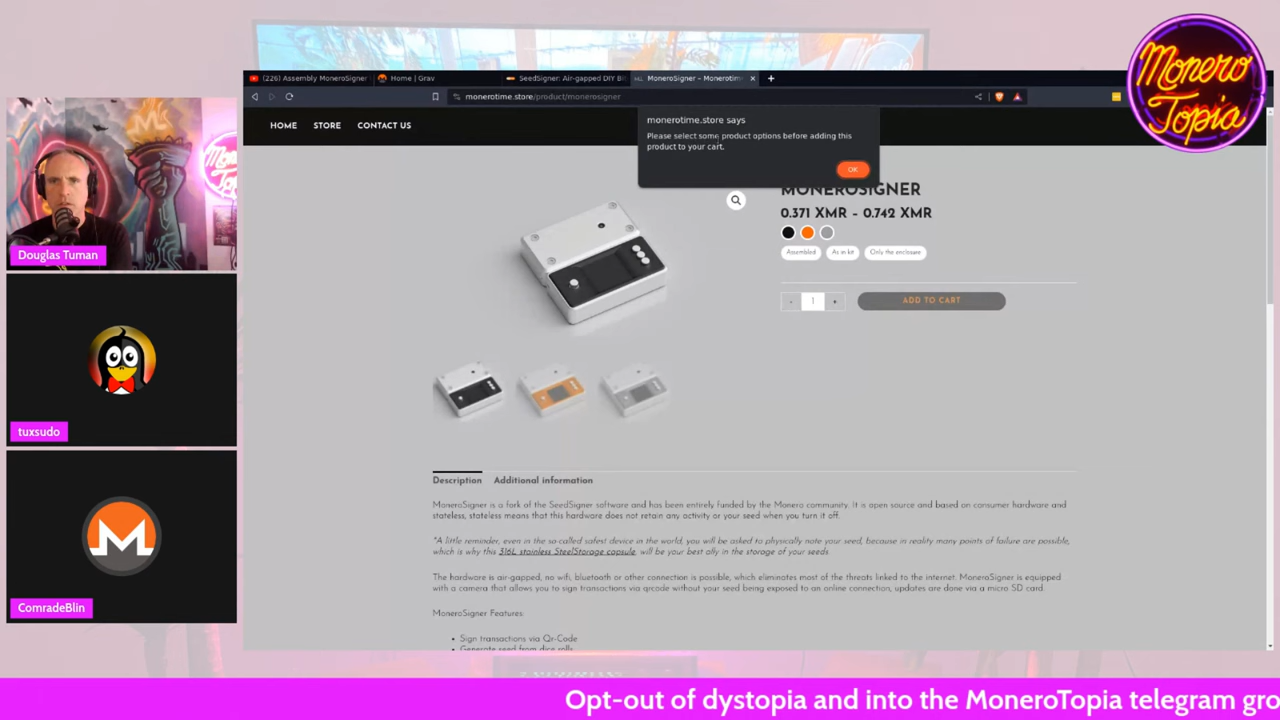 (226) Assembly MoneroSigner
Home | Grav
SeedSigner: Air-gapped DIY Bi
MoneroSigner – Monerotim
monerotime.store/product/monerosigner
Monero
Topia
HOME
STORE
CONTACT US
monerotime.store says
Please select some product options before adding this
product to your cart.
OK
MONEROSIGNER
0.371 XMR – 0.742 XMR
Assembled
As in kit
Only the enclosure
-
1
+
ADD TO CART
Douglas Tuman
tuxsudo
ComradeBlin
Description
Additional information
MoneroSigner is a fork of the SeedSigner software and has been entirely funded by the Monero community. It is open source and based on consumer hardware and
stateless, stateless means that this hardware does not retain any activity or your seed when you turn it off.
*A little reminder, even in the so-called safest device in the world, you will be asked to physically note your seed, because in reality many points of failure are possible,
which is why this 316L stainless SteelStorage capsule, will be your best ally in the storage of your seeds.
The hardware is air-gapped, no wifi, bluetooth or other connection is possible, which eliminates most of the threats linked to the internet. MoneroSigner is equipped
with a camera that allows you to sign transactions via qrcode without your seed being exposed to an online connection, updates are done via a micro SD card.
MoneroSigner Features:
• Sign transactions via Qr-Code
• Generate seed from dice rolls
Opt-out of dystopia and into the MoneroTopia telegram gro